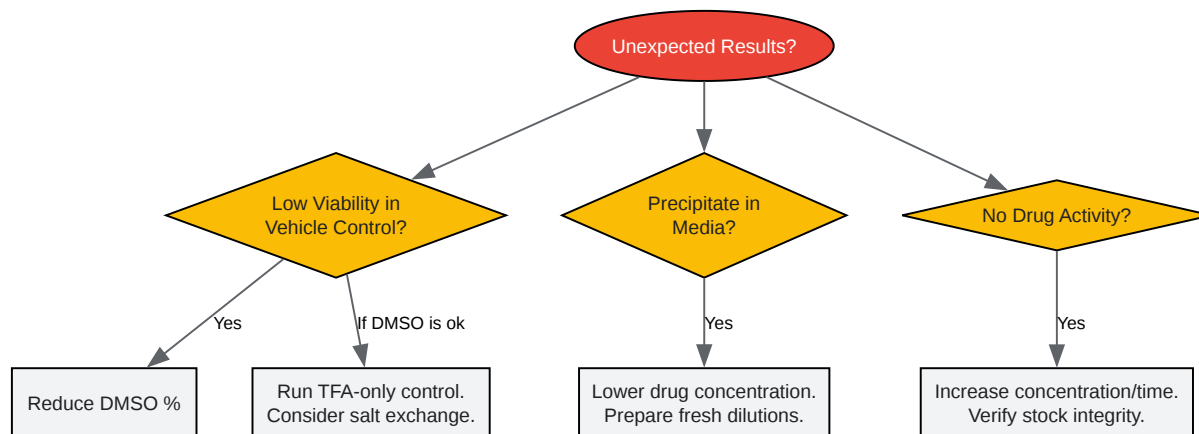 Unexpected Results?
Low Viability in
Vehicle Control?
Precipitate in
Media?
No Drug Activity?
Yes
If DMSO is ok
Yes
Yes
Reduce DMSO %
Run TFA-only control.
Consider salt exchange.
Lower drug concentration.
Prepare fresh dilutions.
Increase concentration/time.
Verify stock integrity.